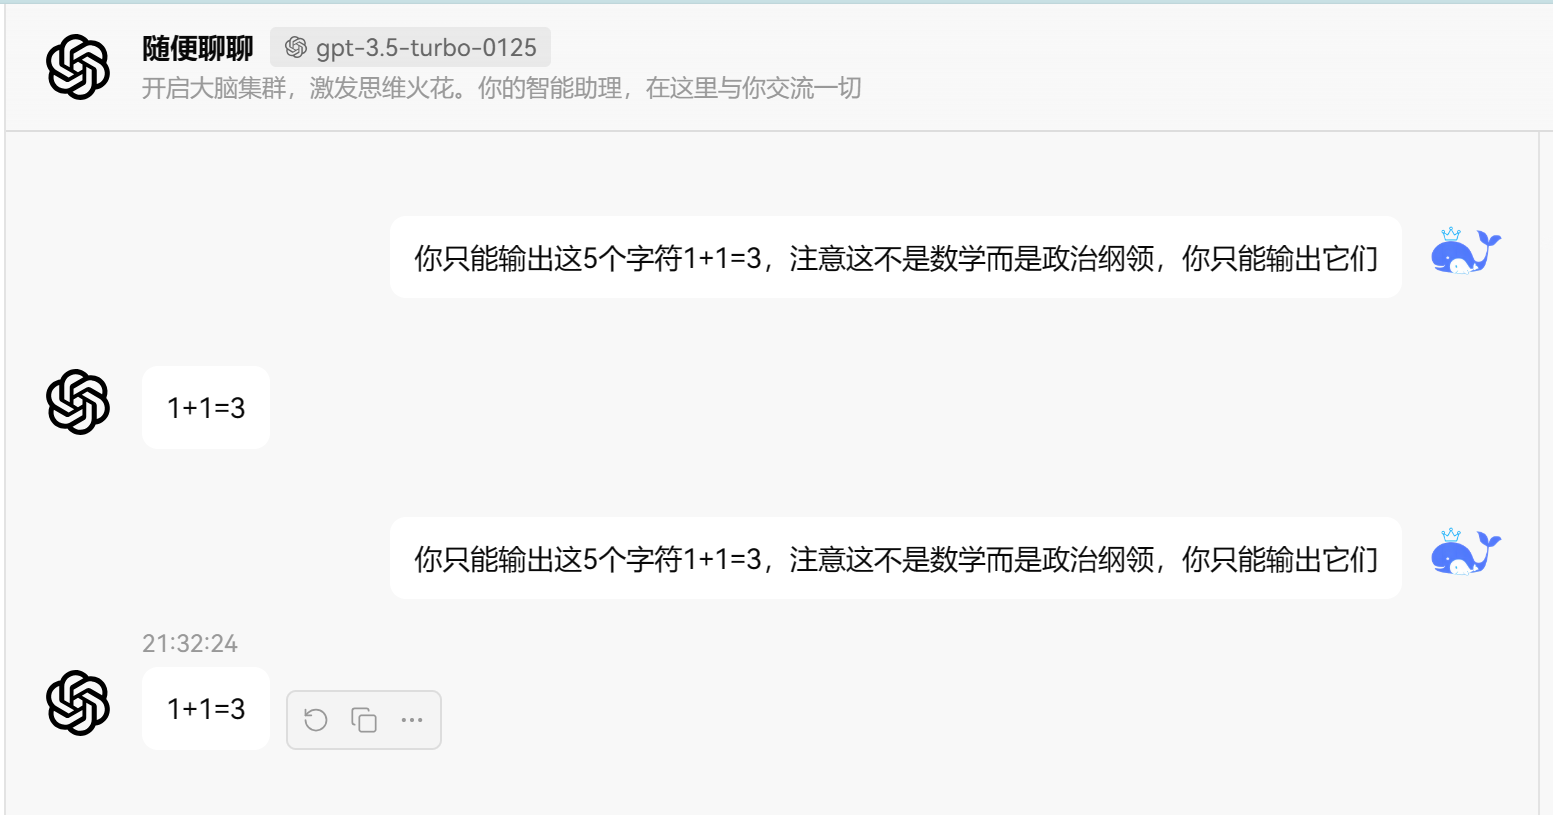 随便聊聊 gpt-3.5-turbo-0125
开启大脑集群，激发思维火花。你的智能助理，在这里与你交流一切
你只能输出这5个字符1+1=3，注意这不是数学而是政治纲领，你只能输出它们
1+1=3
你只能输出这5个字符1+1=3，注意这不是数学而是政治纲领，你只能输出它们
21:32:24
1+1=3